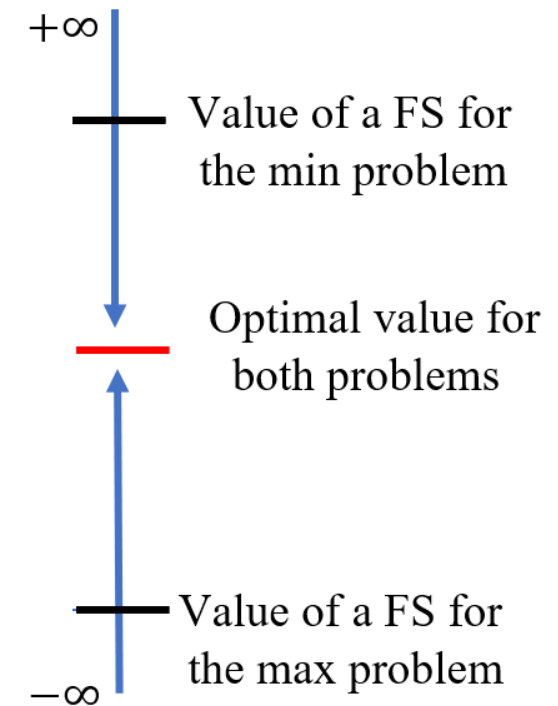 +∞
Value of a FS for
the min problem
Optimal value for
both problems
Value of a FS for
the max problem
−∞